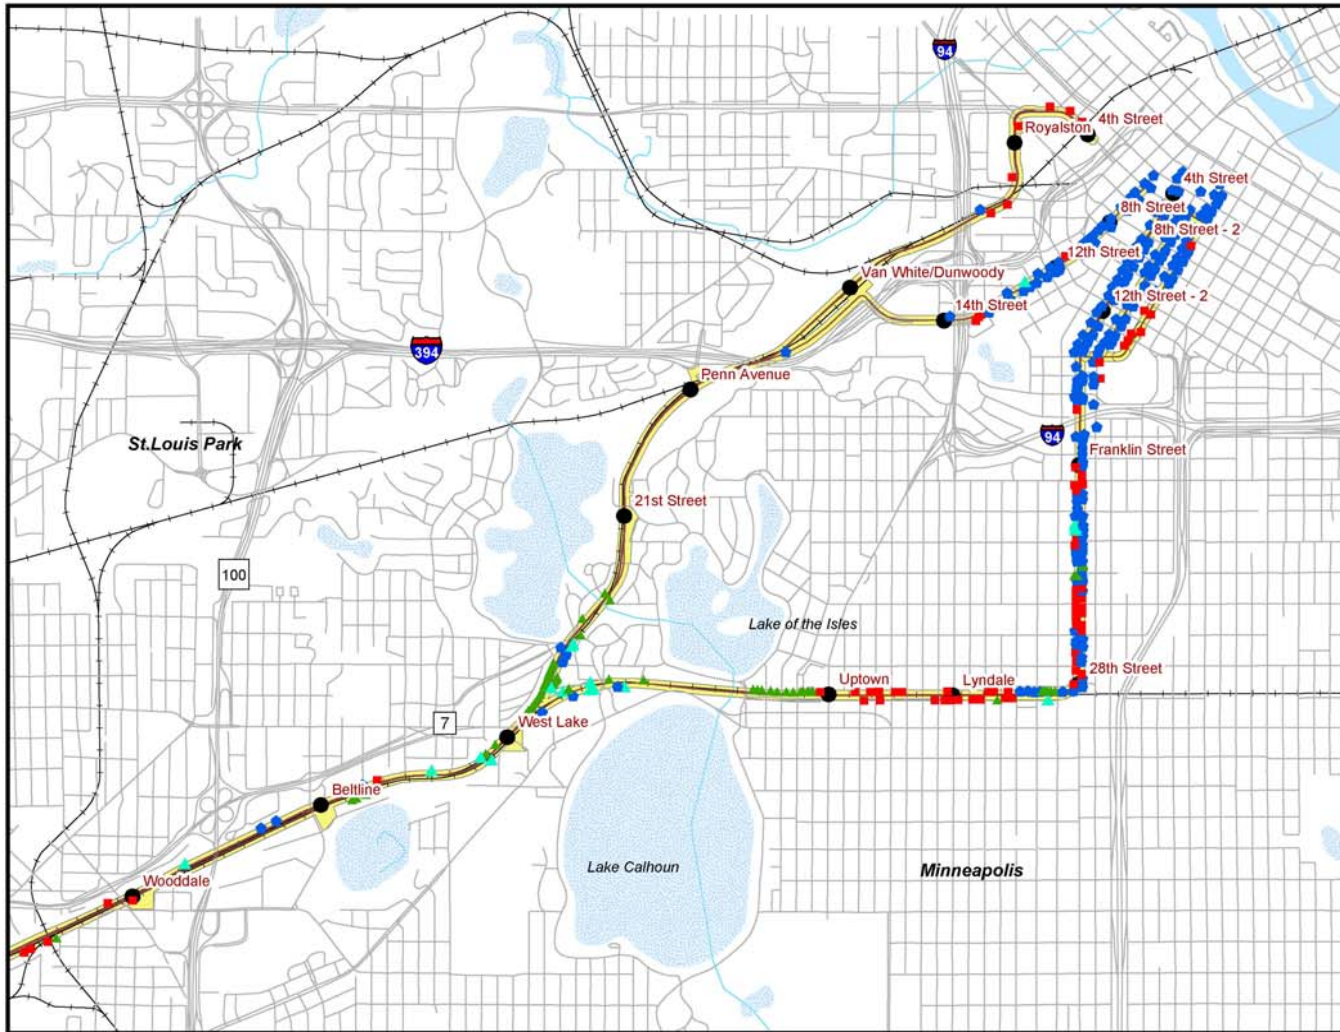 94
4th Street
Royalston
4th Street
8th Street
8th Street - 2
12th Street
Van White/Dunwoody
12th Street - 2
14th Street
394
Penn Avenue
94
St.Louis Park
Franklin Street
21st Street
100
Lake of the Isles
28th Street
Uptown
Lyndale
7
West Lake
Beltline
Lake Calhoun
Minneapolis
Wooddale